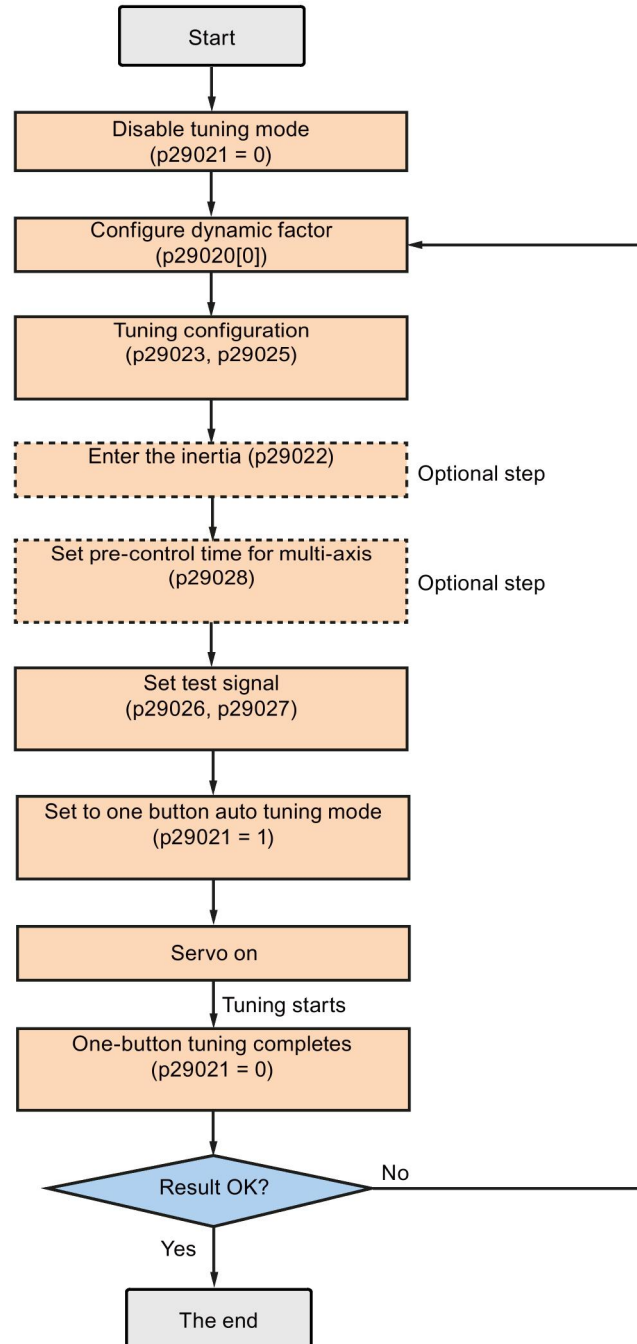 Start
Disable tuning mode
(p29021 = 0)
Configure dynamic factor
(p29020[0])
Tuning configuration
(p29023, p29025)
Enter the inertia (p29022)
Optional step
Set pre-control time for multi-axis
(p29028)
Optional step
Set test signal
(p29026, p29027)
Set to one button auto tuning mode
(p29021 = 1)
Servo on
Tuning starts
One-button tuning completes
(p29021 = 0)
Result OK?
No
Yes
The end